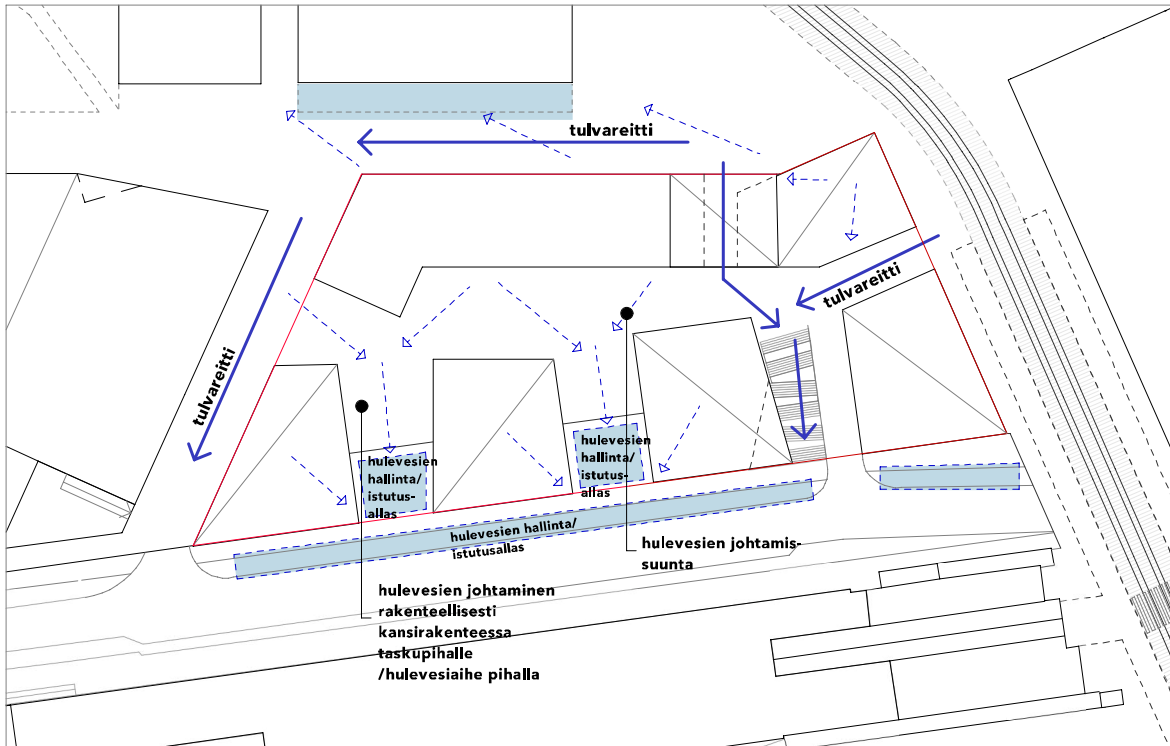 tulvareitti
tulvareitti
tulvareitti
hulevesien
hallinta/
istutus-
allas
hulevesien
hallinta/
istutus-
allas
hulevesien hallinta/
istutusallas
hulevesien johtamis-
suunta
hulevesien johtaminen
rakenteellisesti
kansirakenteessa
taskupihalle
/hulevesiaihe pihalla